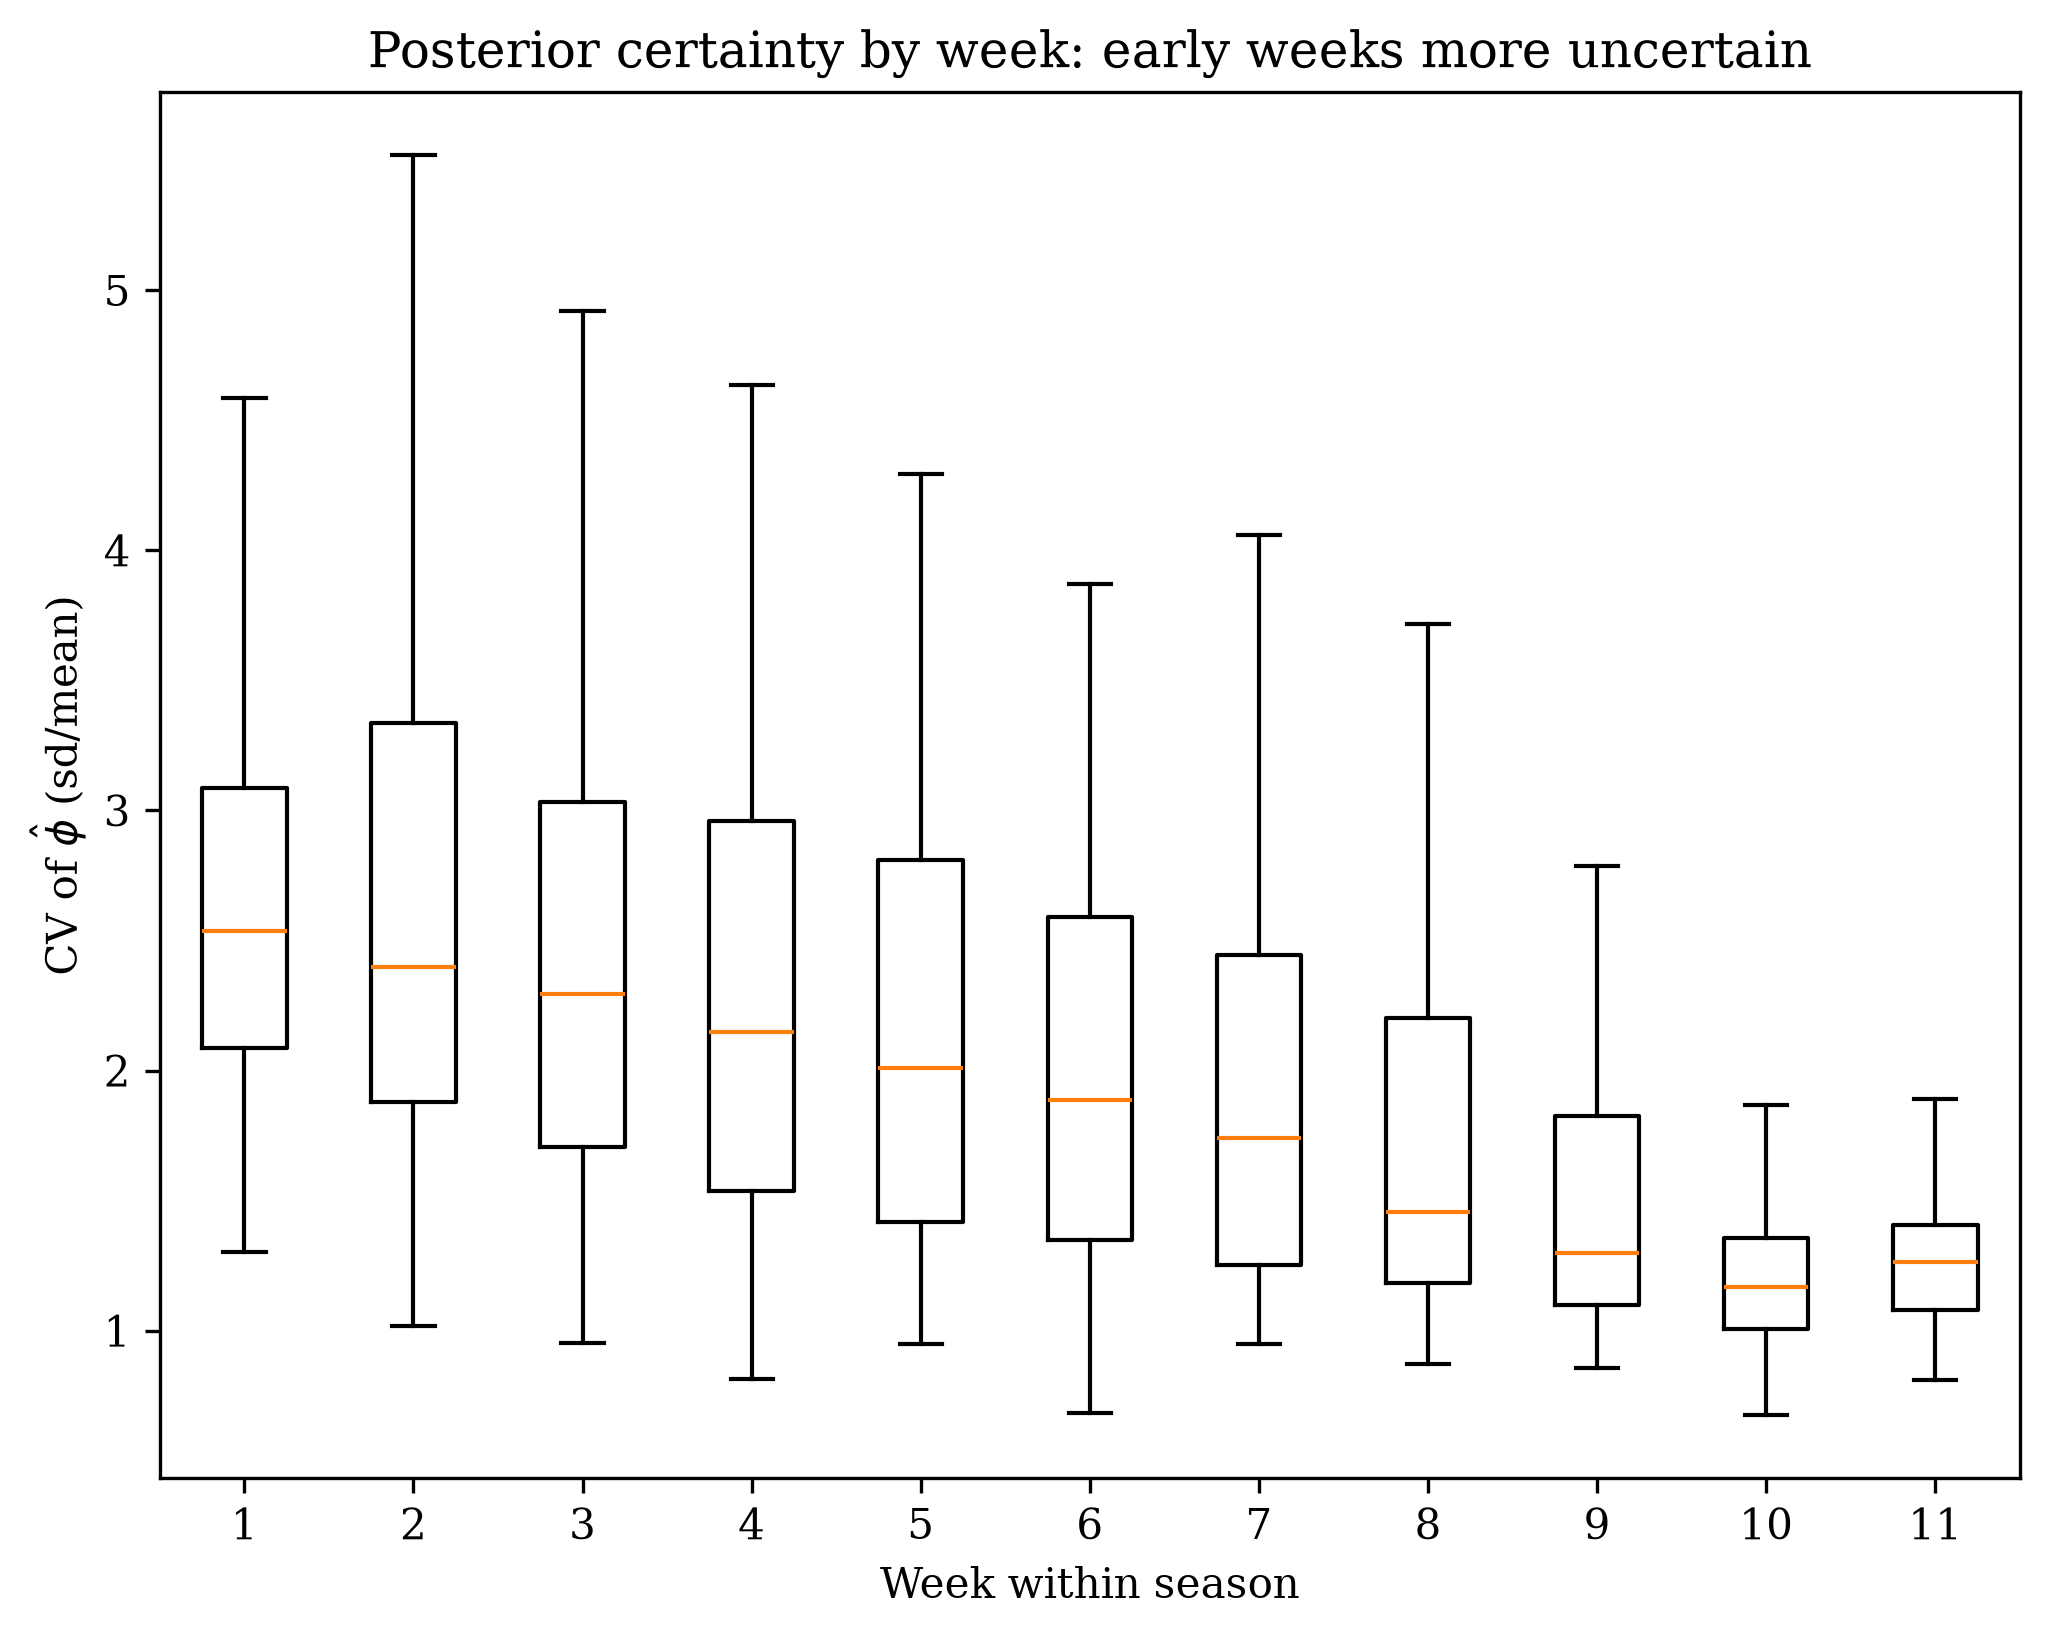 Posterior certainty by week: early weeks more uncertain
CV of ϕ̂ (sd/mean)
5
4
3
2
1
1 2 3 4 5 6 7 8 9 10 11
Week within season